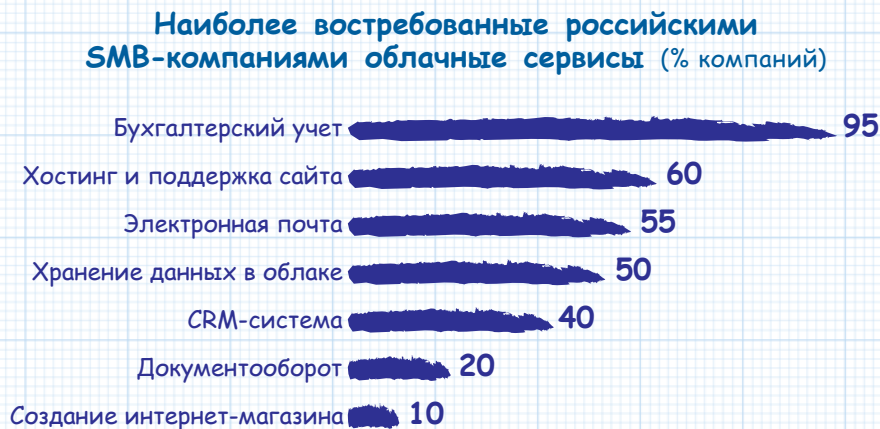 Наиболее востребованные российскими
SMB-компаниями облачные сервисы (% компаний)
Бухгалтерский учет 95
Хостинг и поддержка сайта 60
Электронная почта 55
Хранение данных в облаке 50
CRM-система 40
Документооборот 20
Создание интернет-магазина 10